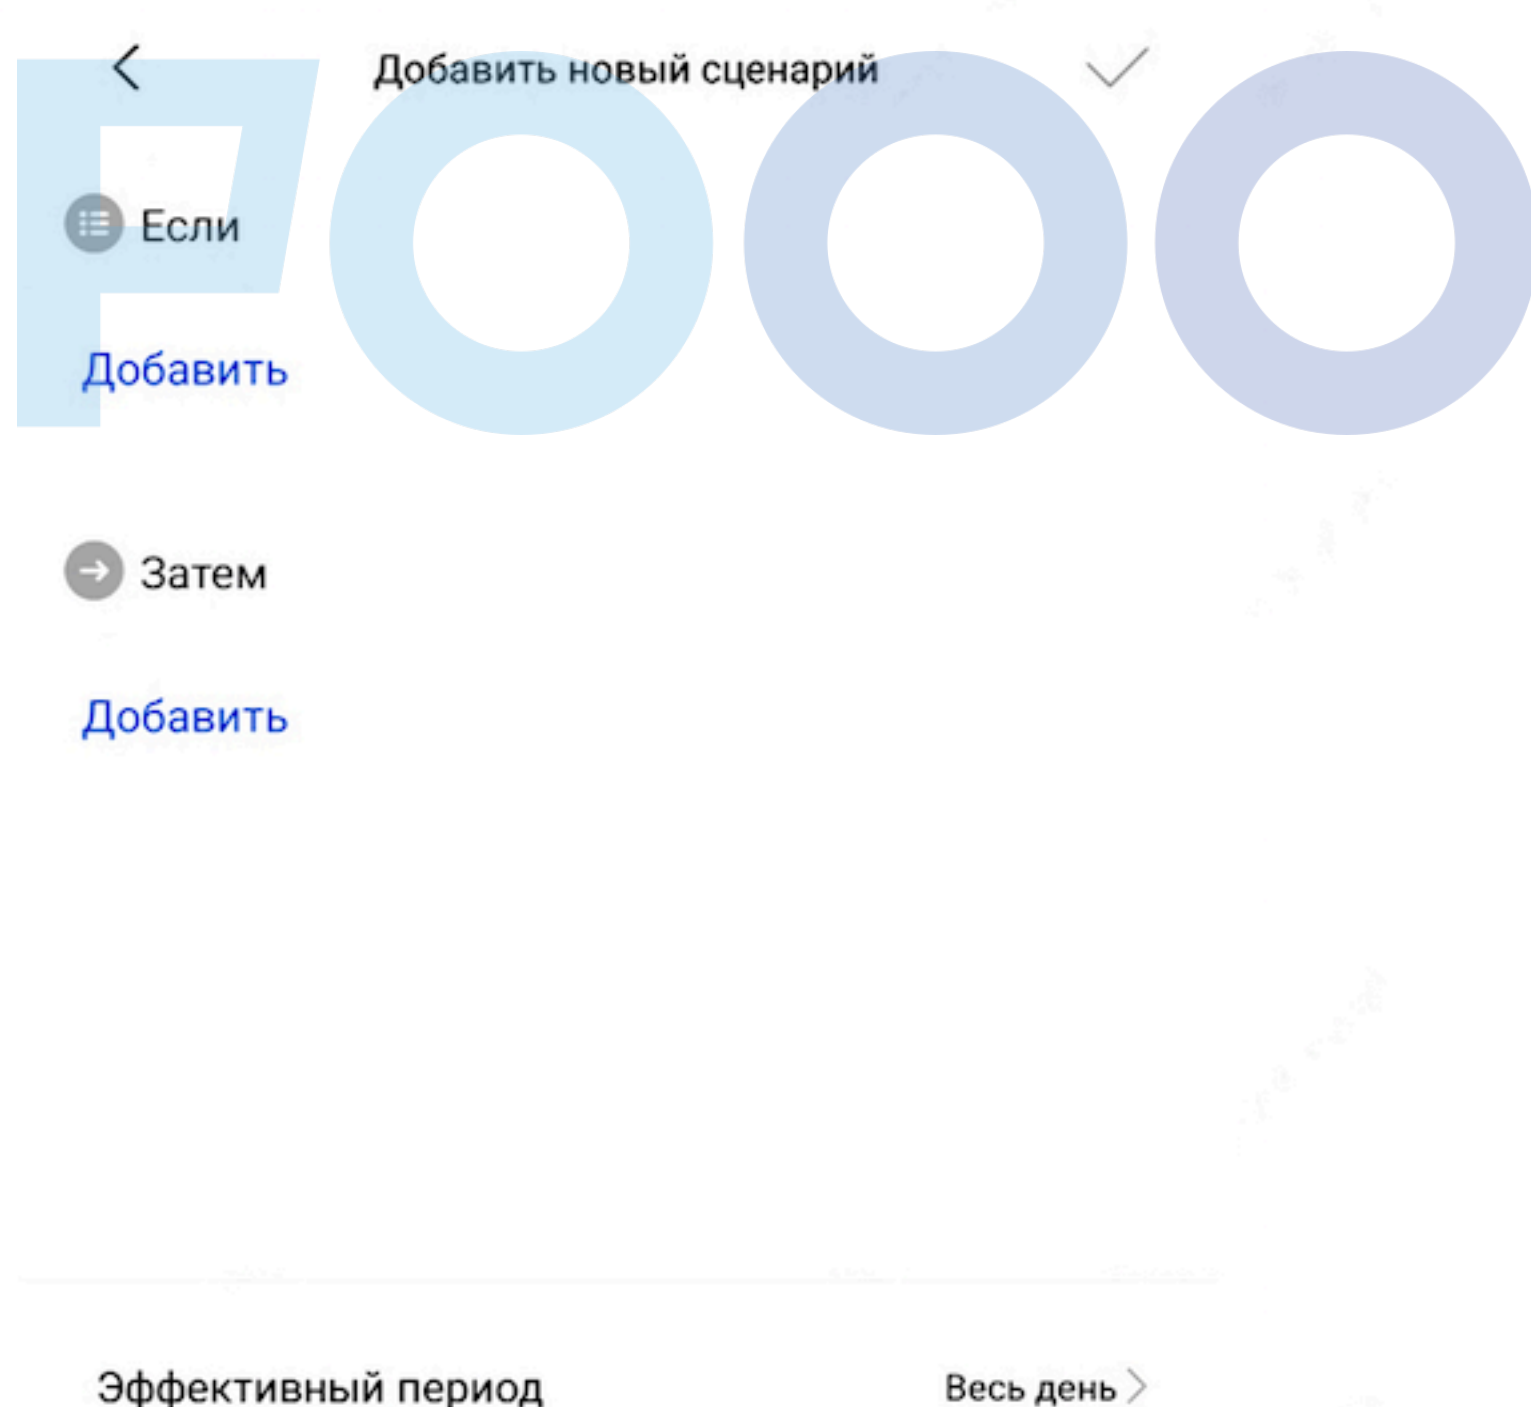 Добавить новый сценарий
Если
Добавить
Затем
Добавить
Эффективный период
Весь день